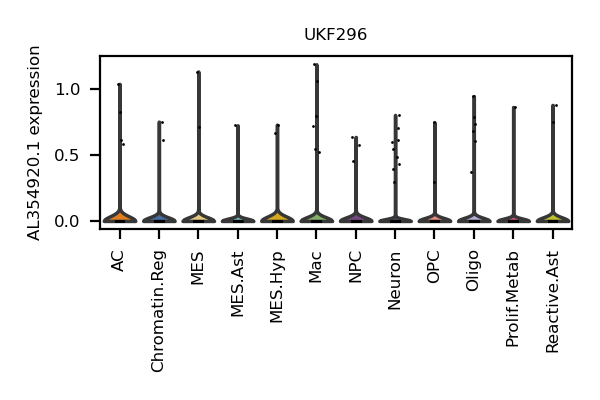 UKF296
AL354920.1 expression
1.0
0.5
0.0
AC
Chromatin.Reg
MES
MES.Ast
MES.Hyp
Mac
NPC
Neuron
OPC
Oligo
Prolif.Metab
Reactive.Ast